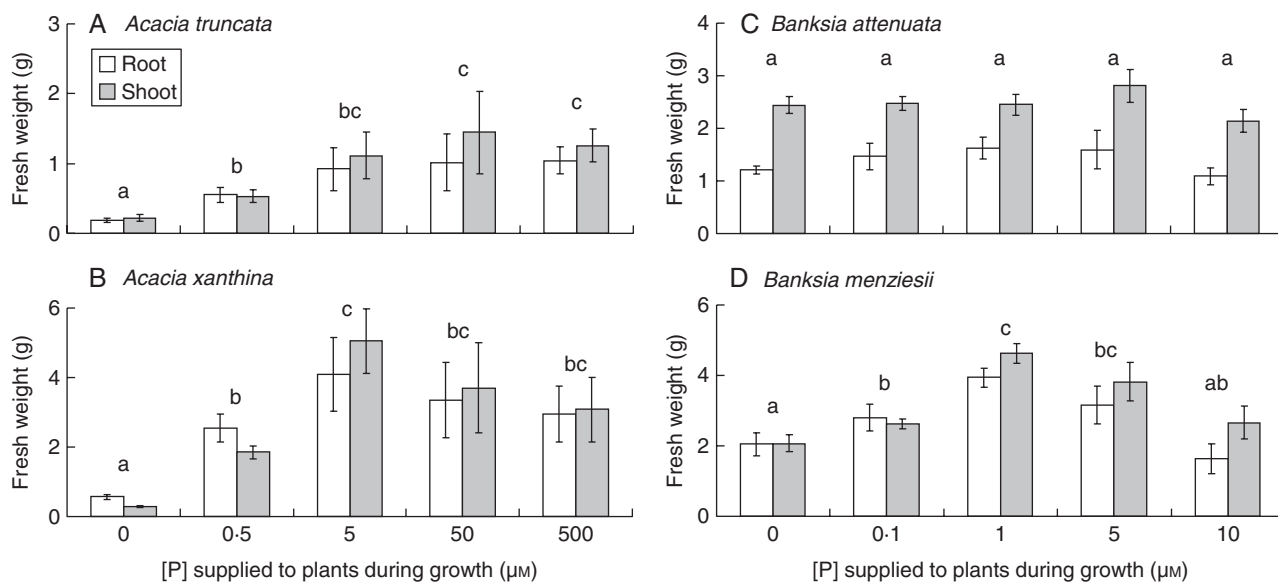 A Acacia truncata
Fresh weight (g)
3
2
1
0
Root
Shoot
a
b
bc
c
c
B Acacia xanthina
Fresh weight (g)
6
4
2
0
a
b
c
bc
bc
0
0·5
5
50
500
[P] supplied to plants during growth (μM)
C Banksia attenuata
Fresh weight (g)
4
3
2
1
0
a
a
a
a
a
D Banksia menziesii
Fresh weight (g)
6
4
2
0
a
b
c
bc
ab
0
0·1
1
5
10
[P] supplied to plants during growth (μM)